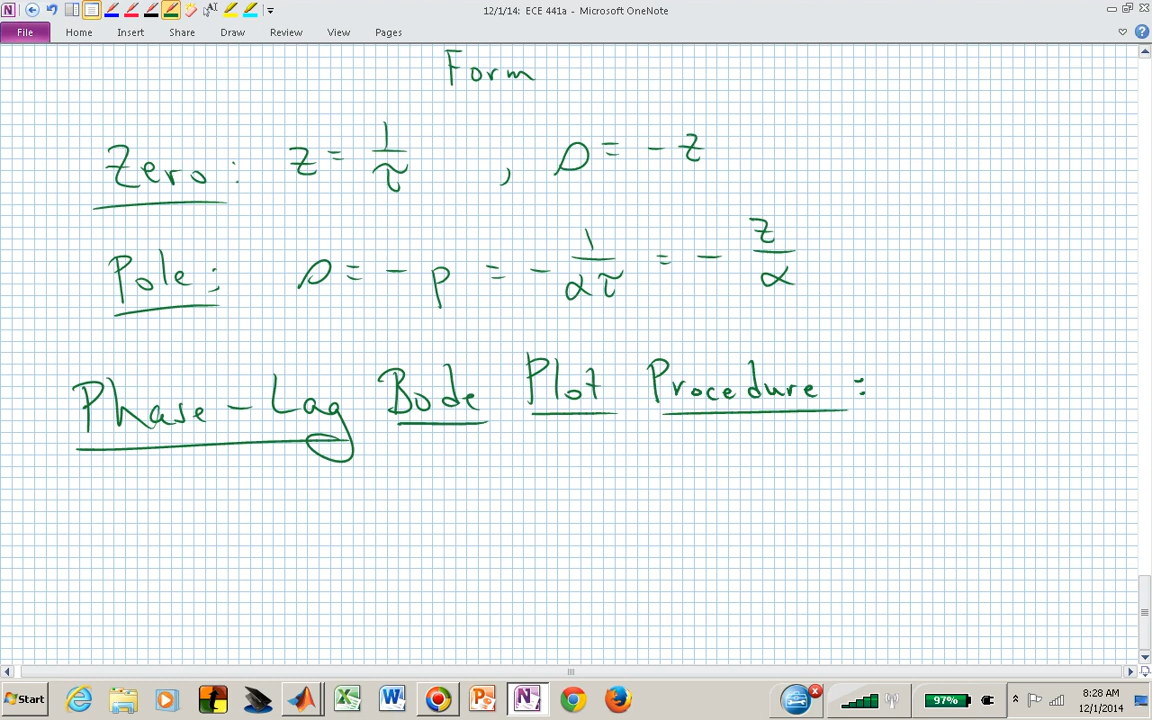 12/1/14: ECE 441a - Microsoft OneNote
File Home Insert Share Draw Review View Pages
Form
Zero: z = 1/τ , s = -z
Pole: s = -p = -1/ατ = -z/α
Phase-Lag Bode Plot Procedure:
Start 97% 8:28 AM
12/1/2014